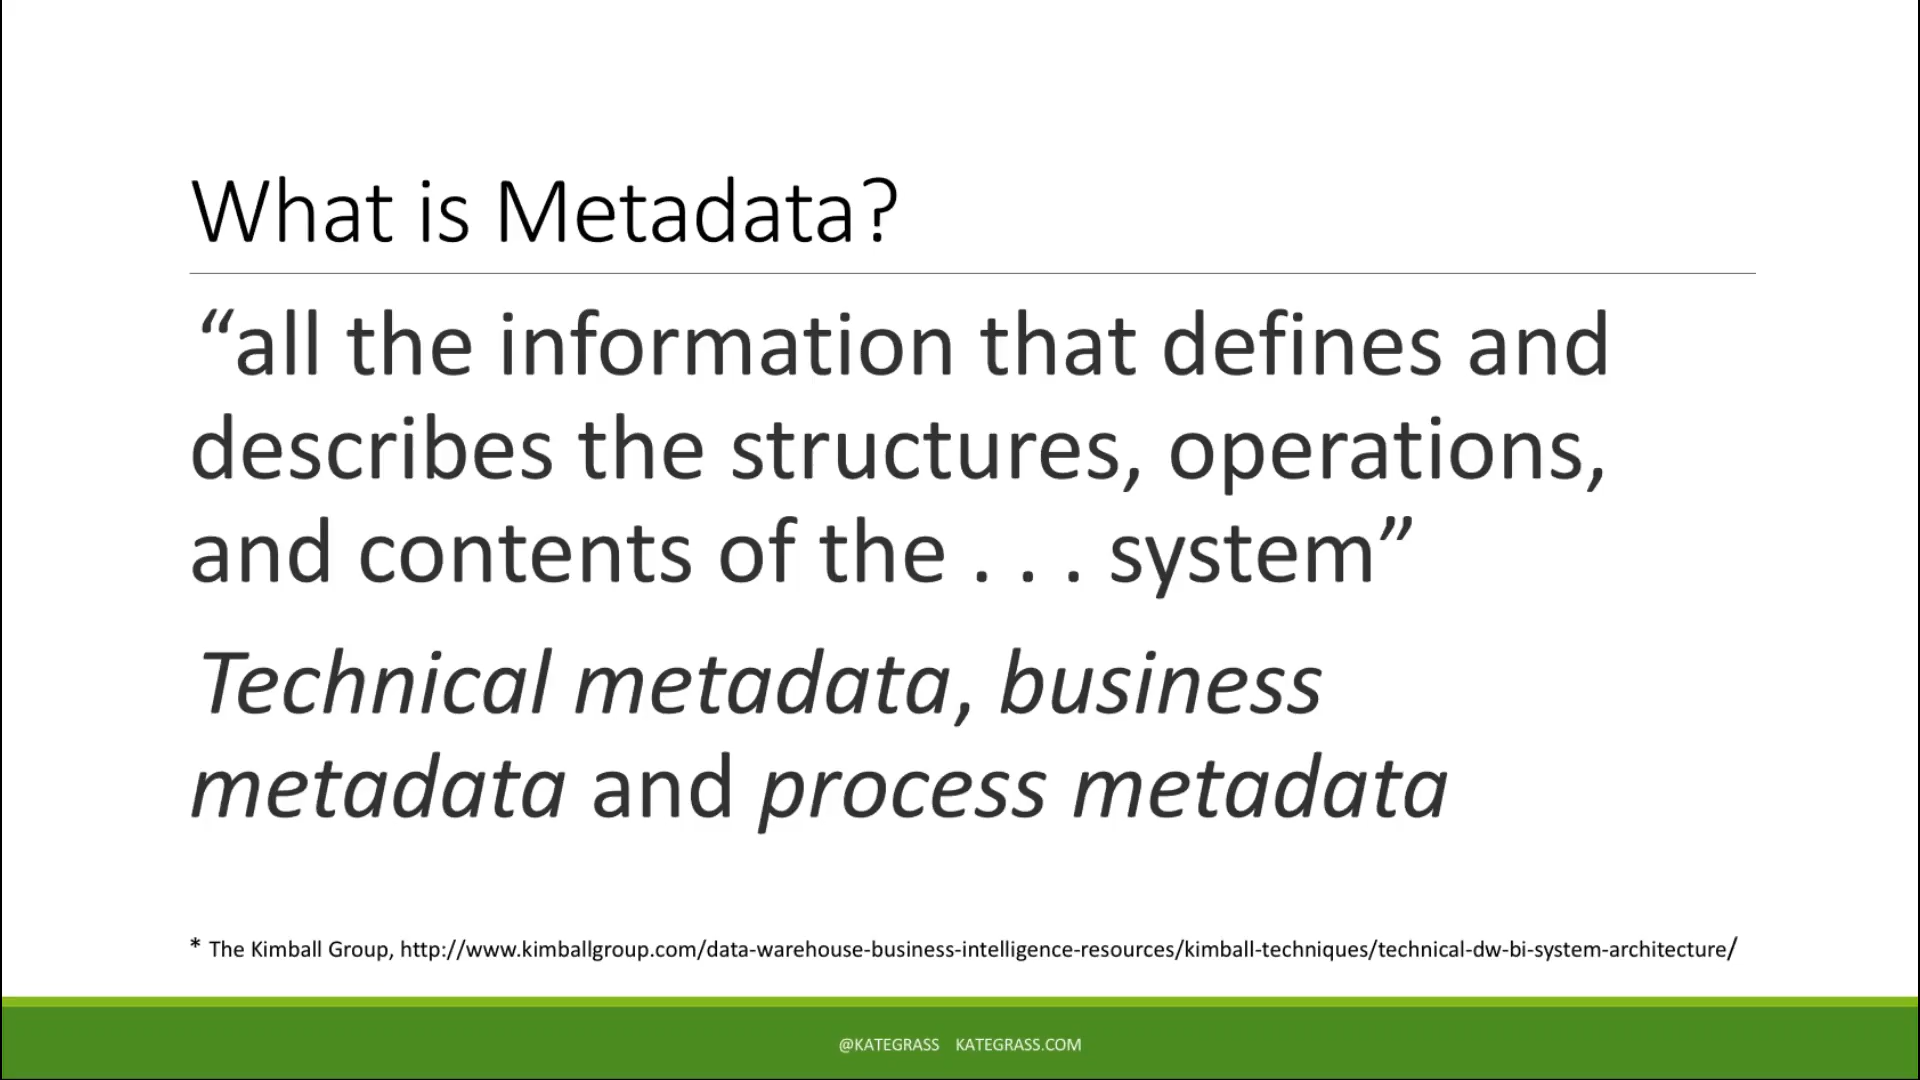 What is Metadata?
“all the information that defines and
describes the structures, operations,
and contents of the . . . system”
Technical metadata, business
metadata and process metadata
* The Kimball Group, http://www.kimballgroup.com/data-warehouse-business-intelligence-resources/kimball-techniques/technical-dw-bi-system-architecture/
@KATEGRASS KATEGRASS.COM